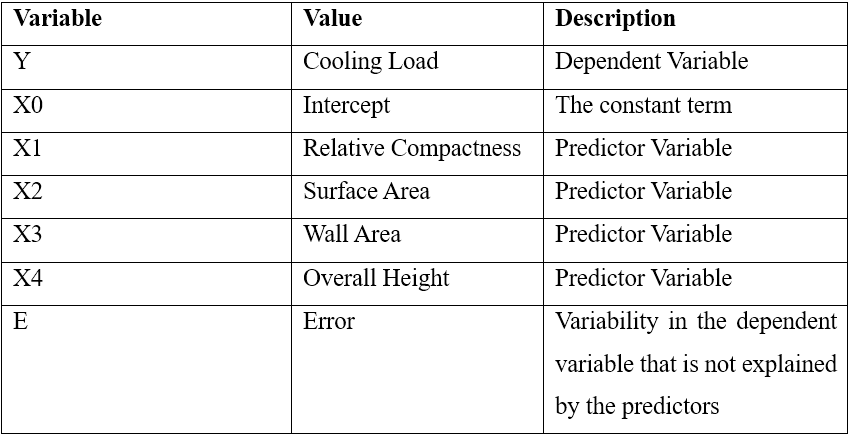 Variable Value Description
Y Cooling Load Dependent Variable
X0 Intercept The constant term
X1 Relative Compactness Predictor Variable
X2 Surface Area Predictor Variable
X3 Wall Area Predictor Variable
X4 Overall Height Predictor Variable
E Error Variability in the dependent
variable that is not explained
by the predictors